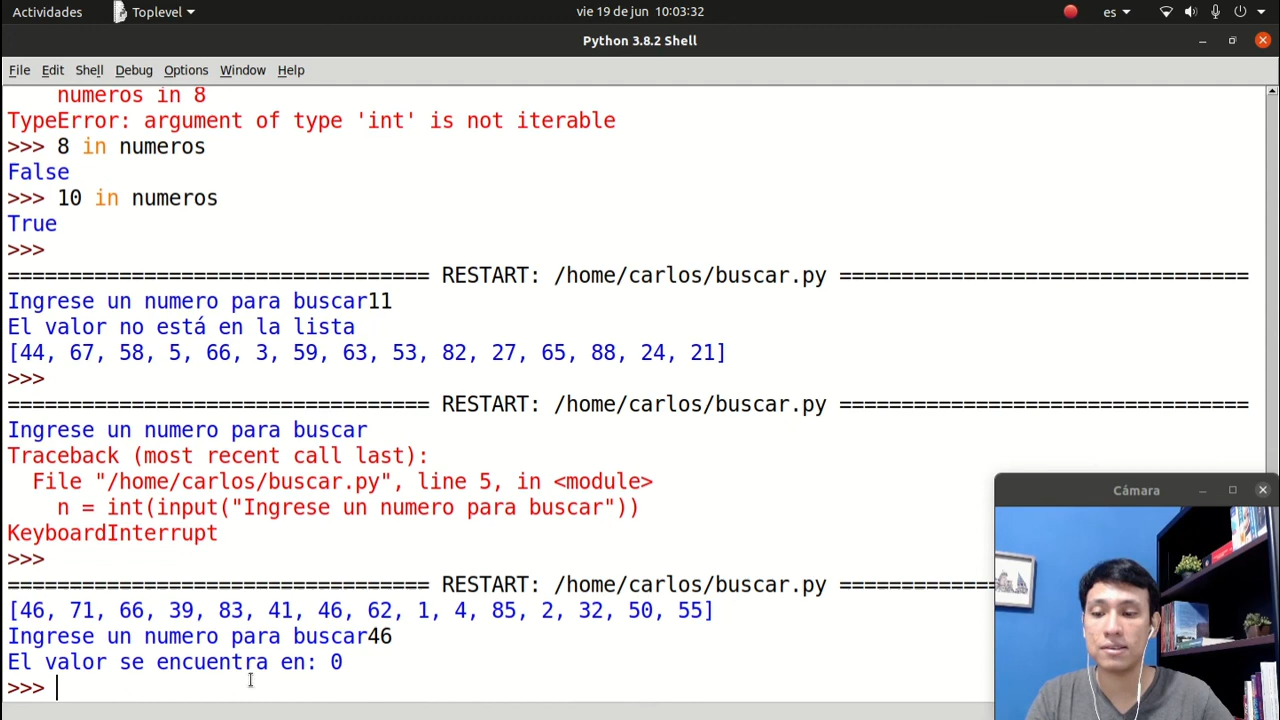 Actividades Toplevel vie 19 de jun 10:03:32 es
Python 3.8.2 Shell
File Edit Shell Debug Options Window Help
numeros in 8
TypeError: argument of type 'int' is not iterable
>>> 8 in numeros
False
>>> 10 in numeros
True
>>>
================================== RESTART: /home/carlos/buscar.py =================================
Ingrese un numero para buscar11
El valor no está en la lista
[44, 67, 58, 5, 66, 3, 59, 63, 53, 82, 27, 65, 88, 24, 21]
>>>
================================== RESTART: /home/carlos/buscar.py =================================
Ingrese un numero para buscar
Traceback (most recent call last):
File "/home/carlos/buscar.py", line 5, in <module>
n = int(input("Ingrese un numero para buscar"))
KeyboardInterrupt
>>>
================================== RESTART: /home/carlos/buscar.py =============
[46, 71, 66, 39, 83, 41, 46, 62, 1, 4, 85, 2, 32, 50, 55]
Ingrese un numero para buscar46
El valor se encuentra en: 0
>>>
Cámara